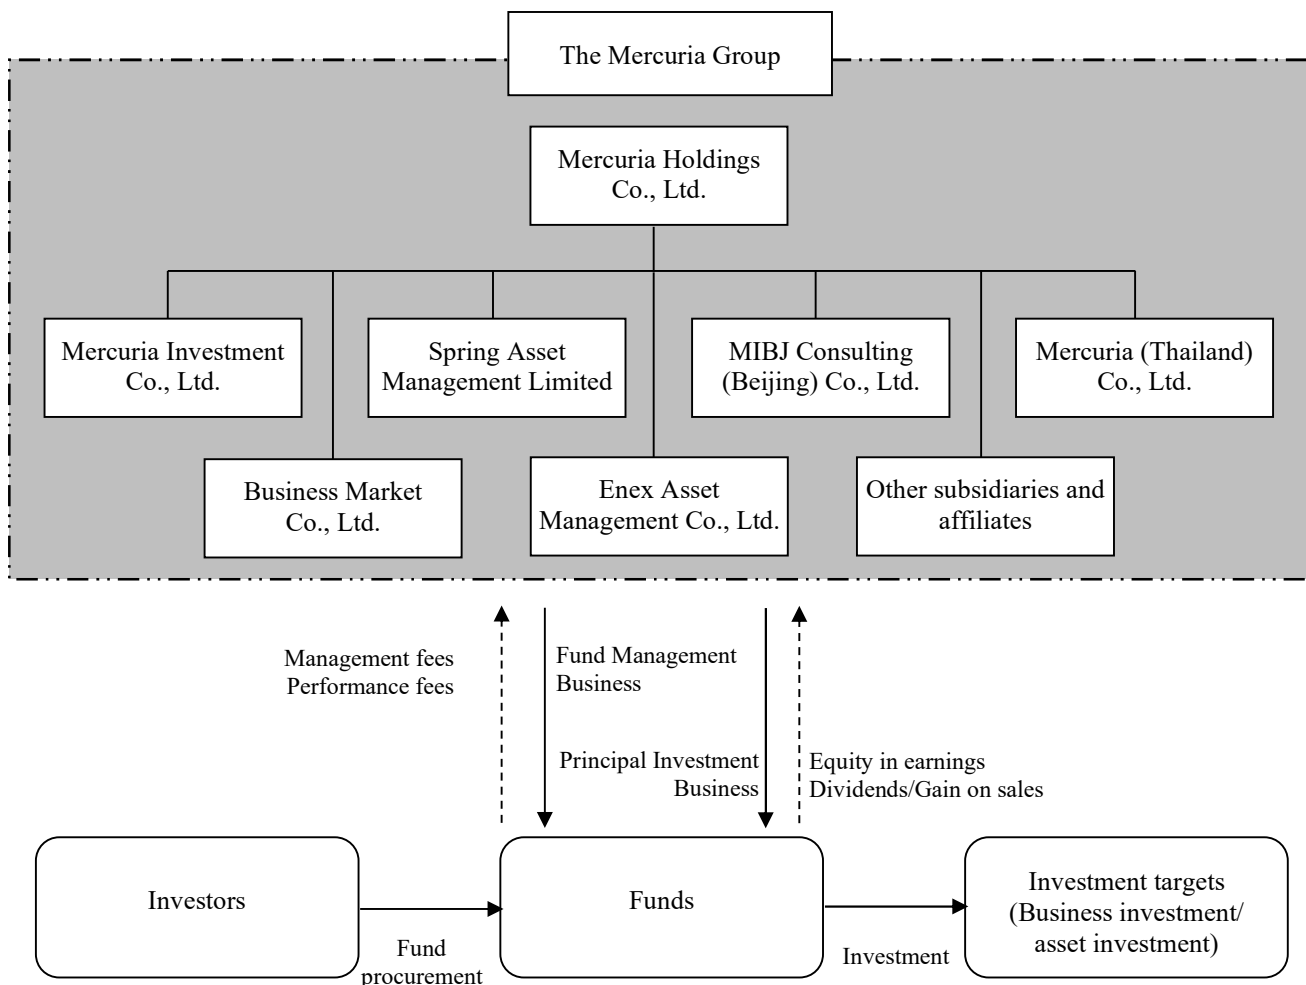 The Mercuria Group
Mercuria Holdings
Co., Ltd.
Mercuria Investment
Co., Ltd.
Spring Asset
Management Limited
MIBJ Consulting
(Beijing) Co., Ltd.
Mercuria (Thailand)
Co., Ltd.
Business Market
Co., Ltd.
Enex Asset
Management Co., Ltd.
Other subsidiaries and
affiliates
Management fees
Performance fees
Fund Management
Business
Principal Investment
Business
Equity in earnings
Dividends/Gain on sales
Investors
Fund
procurement
Funds
Investment
Investment targets
(Business investment/
asset investment)